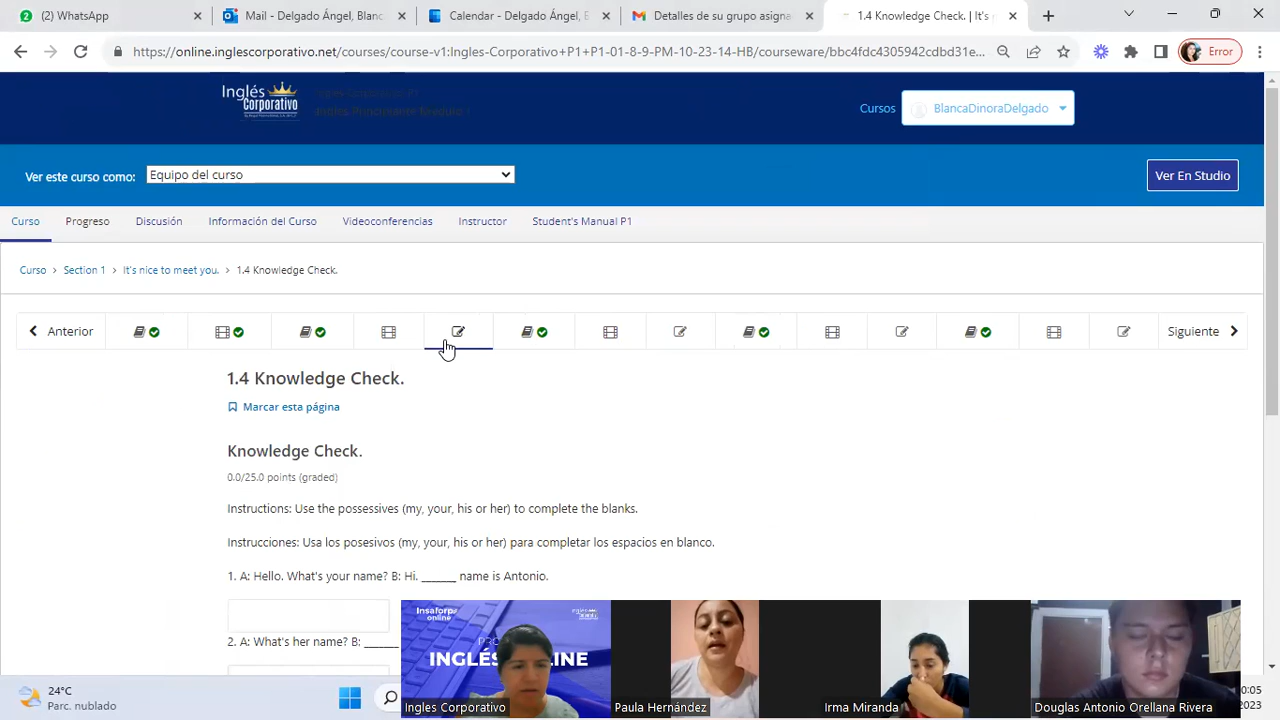 (2) WhatsApp
Mail - Delgado Ángel, Blanc
Calendar - Delgado Ángel, B
Detalles de su grupo asigna
1.4 Knowledge Check. | It's n
https://online.inglescorporativo.net/courses/course-v1:Ingles-Corporativo+P1+P1-01-8-9-PM-10-23-14-HB/courseware/bbc4fdc4305942cdbd31e...
Error
Inglés Corporativo
Cursos
BlancaDinoraDelgado
Ver este curso como:
Equipo del curso
Ver En Studio
Curso
Progreso
Discusión
Información del Curso
Videoconferencias
Instructor
Student's Manual P1
Curso > Section 1 > It's nice to meet you. > 1.4 Knowledge Check.
Anterior
Siguiente
1.4 Knowledge Check.
Marcar esta página
Knowledge Check.
0.0/25.0 points (graded)
Instructions: Use the possessives (my, your, his or her) to complete the blanks.
Instrucciones: Usa los posesivos (my, your, his or her) para completar los espacios en blanco.
1. A: Hello. What's your name? B: Hi. ______ name is Antonio.
2. A: What's her name? B: ______
Insaforp online
INGLÉS ONLINE
Ingles Corporativo
Paula Hernández
Irma Miranda
Douglas Antonio Orellana Rivera
24°C
Parc. nublado
0:05
2023